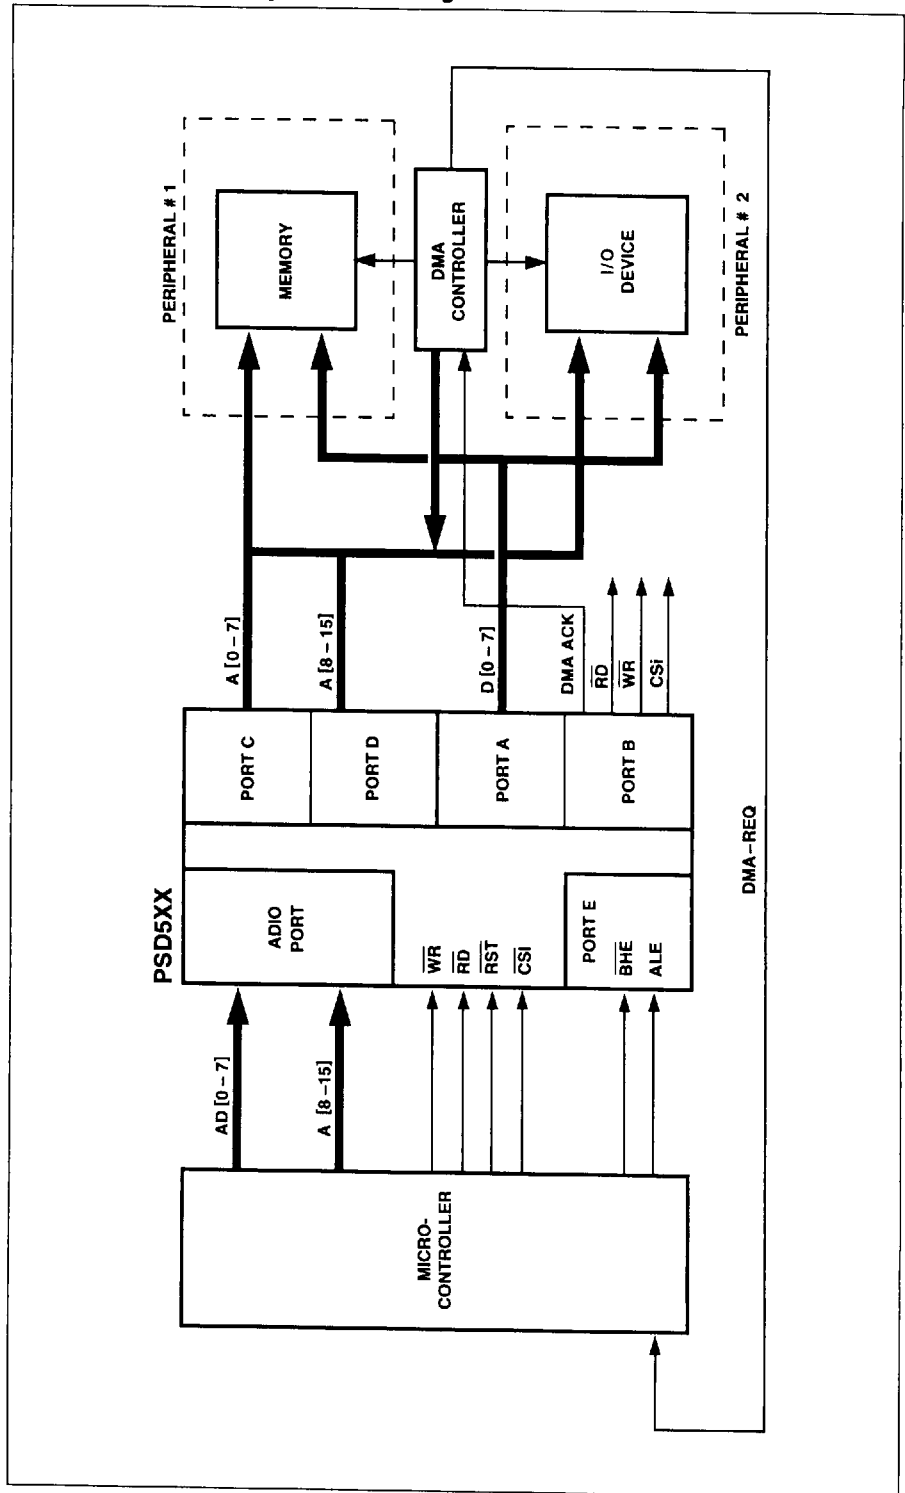 PSD5XX
MICRO-
CONTROLLER
AD [0 – 7]
A [8 –15]
ADIO
PORT
WR
RD
RST
CSI
PORT E
BHE
ALE
PORT C
PORT D
PORT A
PORT B
A [0 – 7]
A [8 – 15]
D [0 – 7]
DMA ACK
RD
WR
CSi
PERIPHERAL # 1
MEMORY
DMA
CONTROLLER
I/O
DEVICE
PERIPHERAL # 2
DMA–REQ